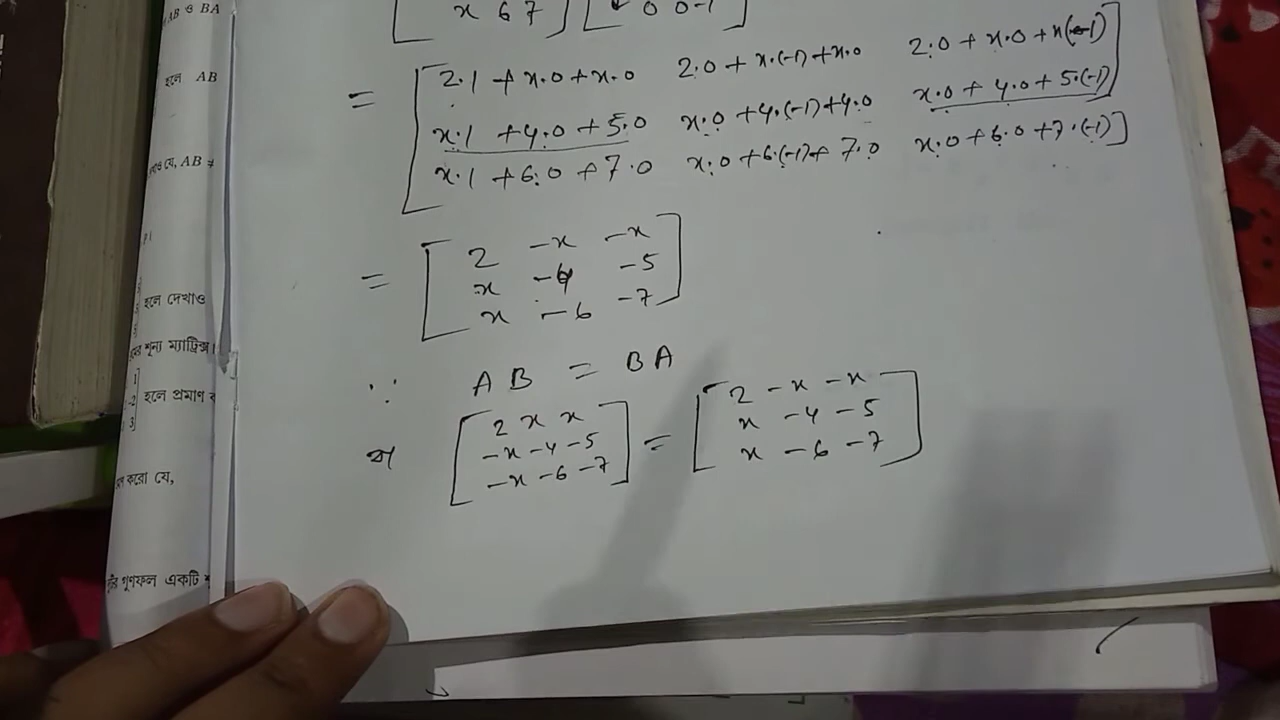 AB ও BA
x 6 7] [ 0 0 -1]
হলে AB
= [2.1 + x.0 + x.0 2.0 + x.(-1) + x.0 2.0 + x.0 + x(-1)
x.1 + 4.0 + 5.0 x.0 + 4.(-1) + 4.0 x.0 + 4.0 + 5.(-1)
x.1 + 6.0 + 7.0 x.0 + 6.(-1) + 7.0 x.0 + 6.0 + 7.(-1)]
যে, AB =
= [2 -x -x
x -4 -5
x -6 -7]
হলে দেখাও
শূন্য ম্যাট্রিক্স।
∵ AB = BA
1
-2] হলে প্রমাণ
3
[2 x x
-x -4 -5
-x -6 -7] = [2 -x -x
x -4 -5
x -6 -7]
করো যে,
গুণফল একটি